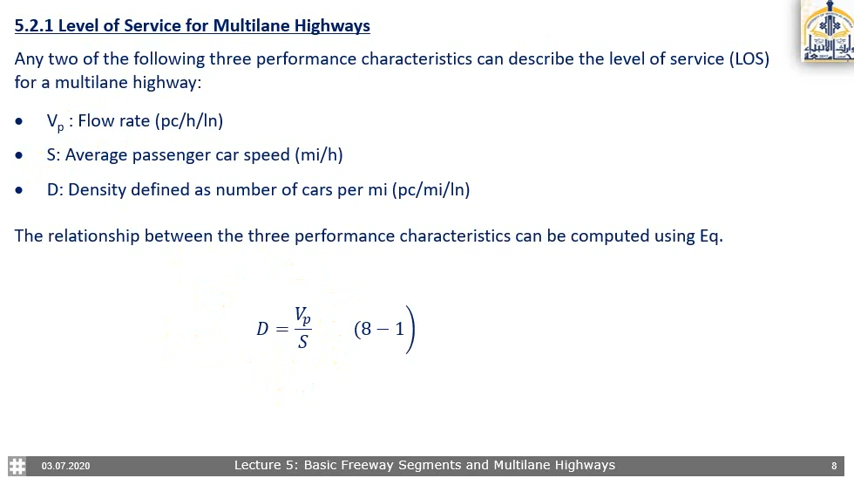 5.2.1 Level of Service for Multilane Highways
Any two of the following three performance characteristics can describe the level of service (LOS)
for a multilane highway:
• Vp : Flow rate (pc/h/ln)
• S: Average passenger car speed (mi/h)
• D: Density defined as number of cars per mi (pc/mi/ln)
The relationship between the three performance characteristics can be computed using Eq.
D = Vp/S (8 − 1)
03.07.2020 Lecture 5: Basic Freeway Segments and Multilane Highways 8